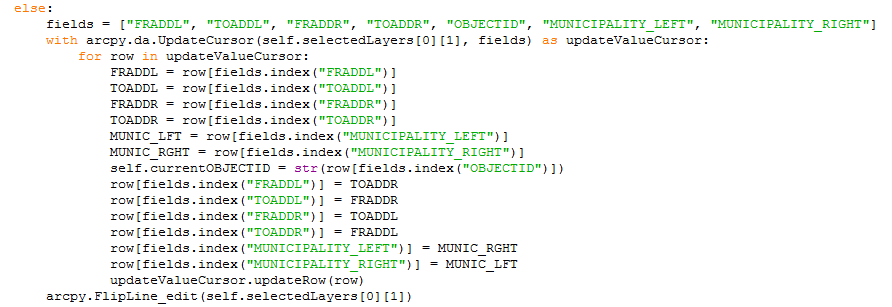 else:
    fields = ["FRADDL", "TOADDL", "FRADDR", "TOADDR", "OBJECTID", "MUNICIPALITY_LEFT", "MUNICIPALITY_RIGHT"]
    with arcpy.da.UpdateCursor(self.selectedLayers[0][1], fields) as updateValueCursor:
        for row in updateValueCursor:
            FRADDL = row[fields.index("FRADDL")]
            TOADDL = row[fields.index("TOADDL")]
            FRADDR = row[fields.index("FRADDR")]
            TOADDR = row[fields.index("TOADDR")]
            MUNIC_LFT = row[fields.index("MUNICIPALITY_LEFT")]
            MUNIC_RGHT = row[fields.index("MUNICIPALITY_RIGHT")]
            self.currentOBJECTID = str(row[fields.index("OBJECTID")])
            row[fields.index("FRADDL")] = TOADDR
            row[fields.index("TOADDL")] = FRADDR
            row[fields.index("FRADDR")] = TOADDL
            row[fields.index("TOADDR")] = FRADDL
            row[fields.index("MUNICIPALITY_LEFT")] = MUNIC_RGHT
            row[fields.index("MUNICIPALITY_RIGHT")] = MUNIC_LFT
            updateValueCursor.updateRow(row)
    arcpy.FlipLine_edit(self.selectedLayers[0][1])